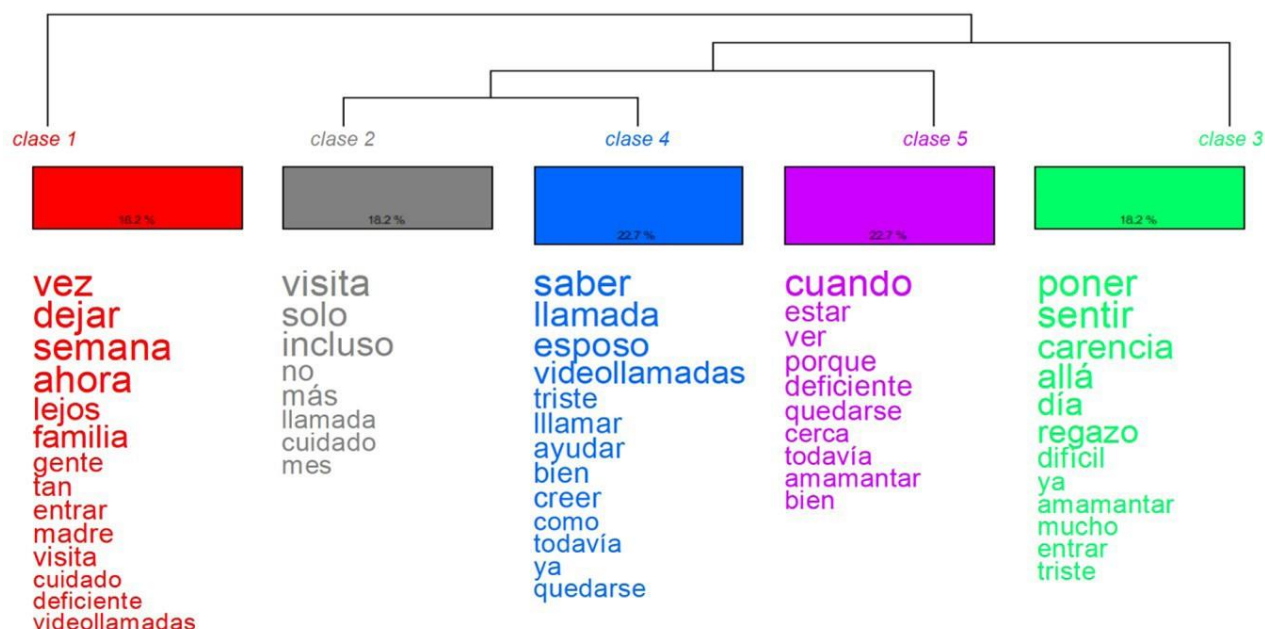 clase 1
clase 2
clase 4
clase 5
clase 3
18.2 %
18.2 %
22.7 %
22.7 %
18.2 %
vez
dejar
semana
ahora
lejos
familia
gente
tan
entrar
madre
visita
cuidado
deficiente
videollamadas
visita
solo
incluso
no
más
llamada
cuidado
mes
saber
llamada
esposo
videollamadas
triste
lllamar
ayudar
bien
creer
como
todavía
ya
quedarse
cuando
estar
ver
porque
deficiente
quedarse
cerca
todavía
amamantar
bien
poner
sentir
carencia
allá
día
regazo
difícil
ya
amamantar
mucho
entrar
triste